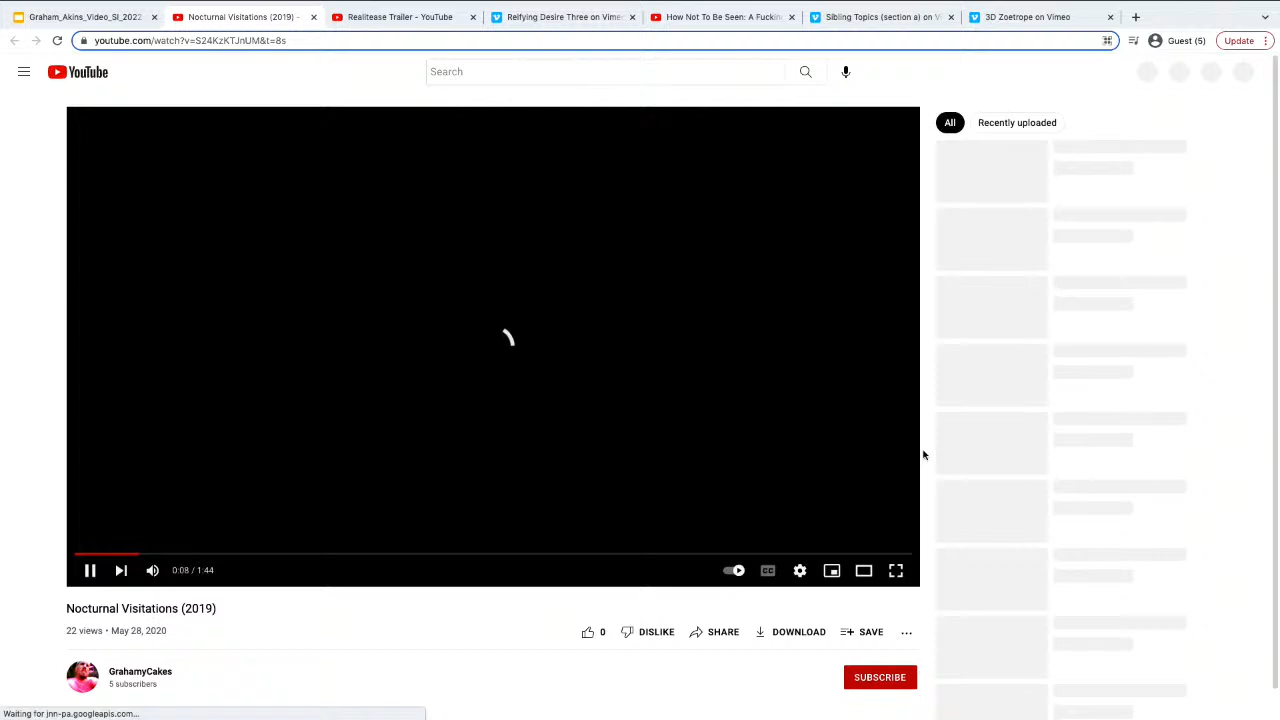 Graham_Akins_Video_SI_2022
Nocturnal Visitations (2019) -
Realitease Trailer - YouTube
Reifying Desire Three on Vime
How Not To Be Seen: A Fuckin
Sibling Topics (section a) on V
3D Zoetrope on Vimeo
youtube.com/watch?v=S24KzKTJnUM&t=8s
Guest (5)
Update
YouTube
Search
All
Recently uploaded
0:08 / 1:44
CC
Nocturnal Visitations (2019)
22 views • May 28, 2020
0
DISLIKE
SHARE
DOWNLOAD
SAVE
GrahamyCakes
5 subscribers
SUBSCRIBE
Waiting for jnn-pa.googleapis.com...